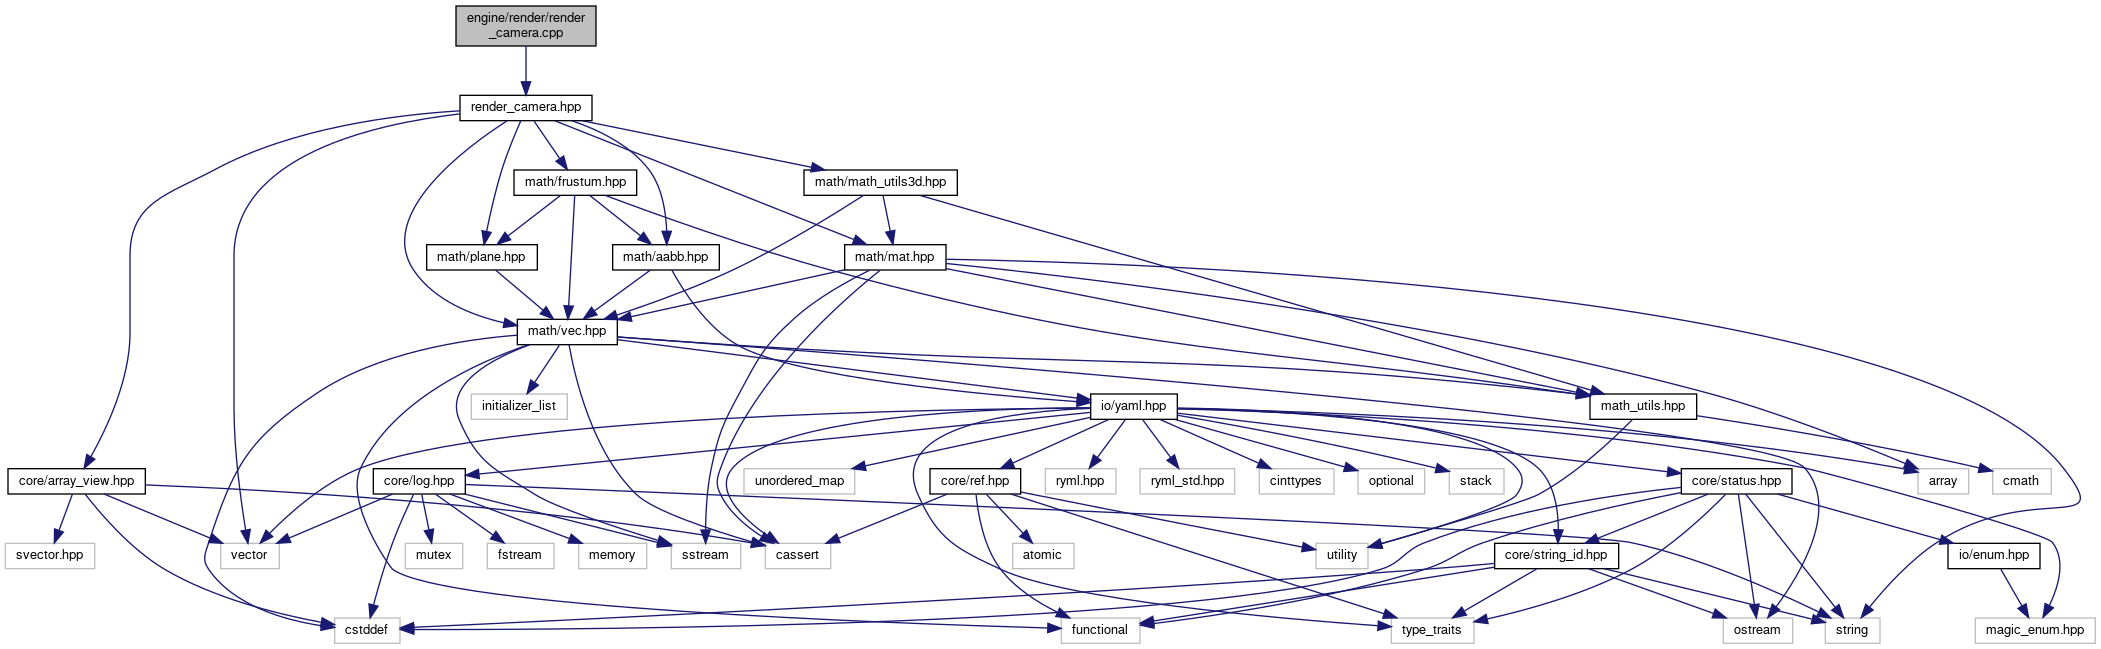 engine/render/render
_camera.cpp
render_camera.hpp
math/frustum.hpp
math/math_utils3d.hpp
math/plane.hpp
math/aabb.hpp
math/mat.hpp
math/vec.hpp
initializer_list
io/yaml.hpp
math_utils.hpp
core/array_view.hpp
core/log.hpp
unordered_map
core/ref.hpp
ryml.hpp
ryml_std.hpp
cinttypes
optional
stack
core/status.hpp
array
cmath
svector.hpp
vector
mutex
fstream
memory
sstream
cassert
atomic
utility
core/string_id.hpp
io/enum.hpp
cstddef
functional
type_traits
ostream
string
magic_enum.hpp